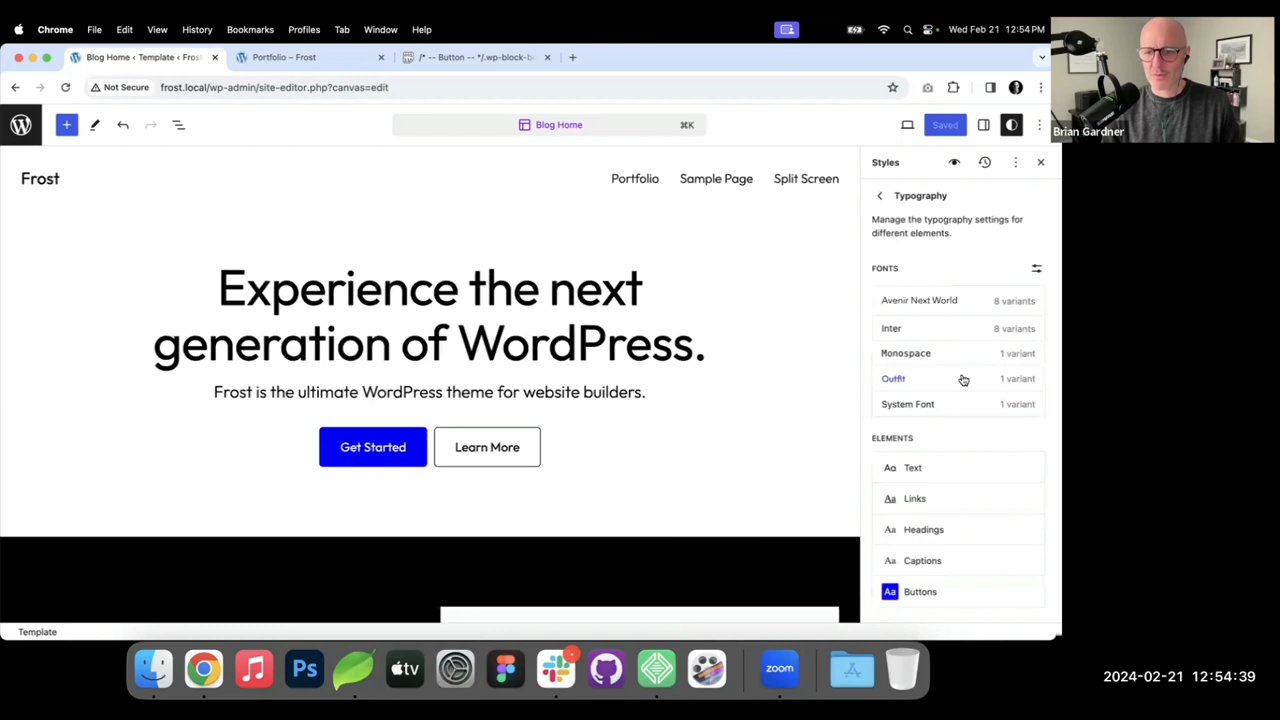 Chrome File Edit View History Bookmarks Profiles Tab Window Help
Wed Feb 21 12:54 PM
Blog Home ‹ Template ‹ Fros
Portfolio – Frost
/* -- Button -- */.wp-block-b
Not Secure frost.local/wp-admin/site-editor.php?canvas=edit
Brian Gardner
Blog Home ⌘K
Saved
Frost
Portfolio Sample Page Split Screen
Experience the next
generation of WordPress.
Frost is the ultimate WordPress theme for website builders.
Get Started Learn More
Styles
Typography
Manage the typography settings for
different elements.
FONTS
Avenir Next World 8 variants
Inter 8 variants
Monospace 1 variant
Outfit 1 variant
System Font 1 variant
ELEMENTS
Aa Text
Aa Links
Aa Headings
Aa Captions
Aa Buttons
Template
Ps
tv
zoom
2024-02-21 12:54:39